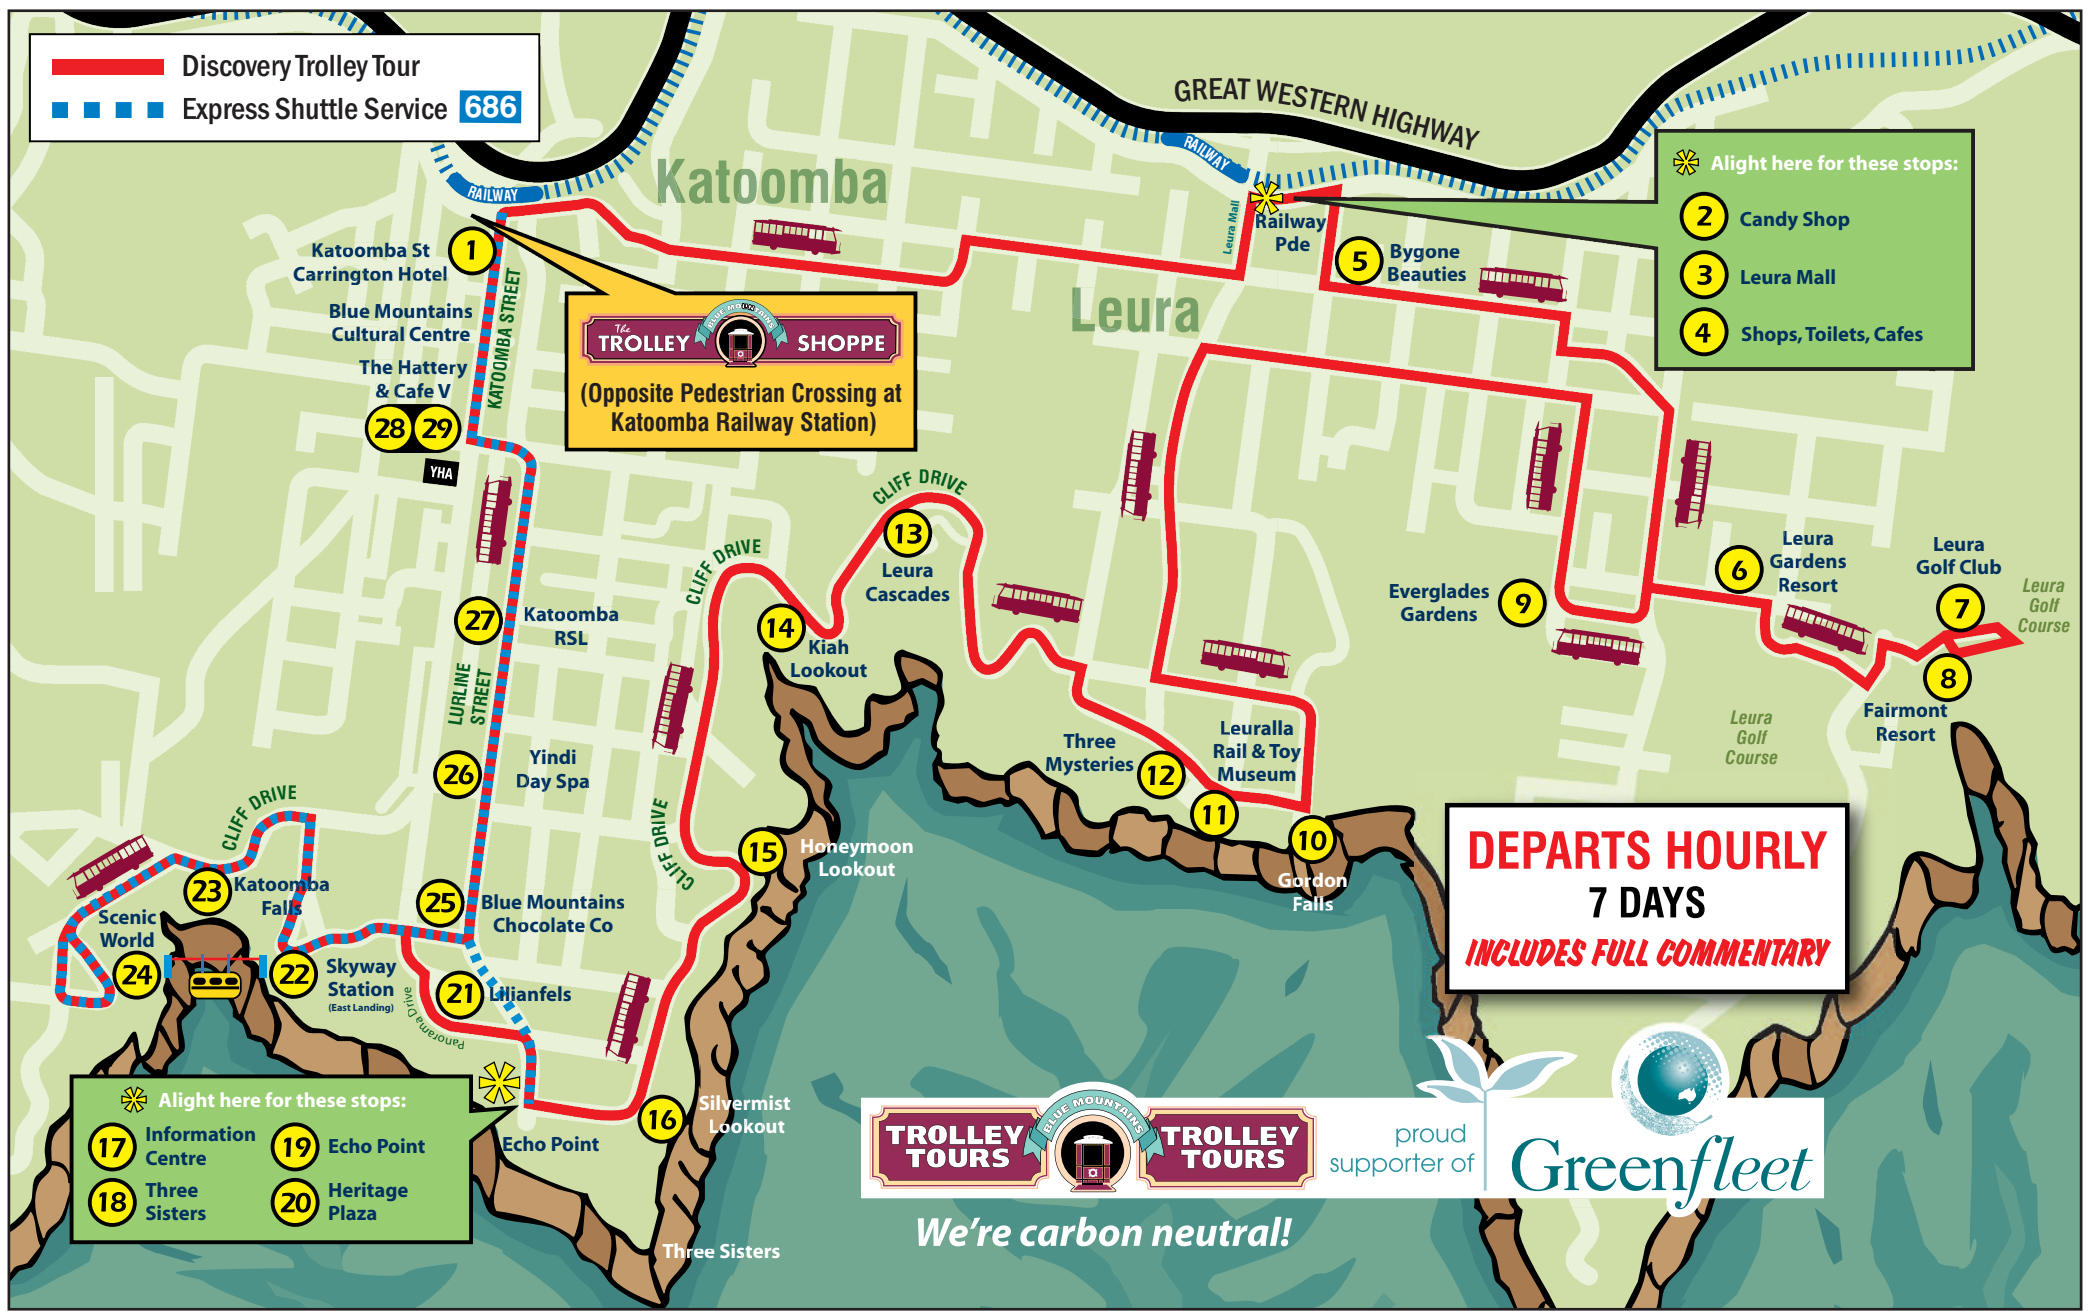 Discovery Trolley Tour
Express Shuttle Service 686
GREAT WESTERN HIGHWAY
RAILWAY
RAILWAY
Katoomba
Leura
Alight here for these stops:
2 Candy Shop
3 Leura Mall
4 Shops, Toilets, Cafes
Leura Mall
Railway
Pde
5
Bygone
Beauties
1
Katoomba St
Carrington Hotel
Blue Mountains
Cultural Centre
The Hattery
& Cafe V
28 29
YHA
KATOOMBA STREET
The
TROLLEY
BLUE MOUNTAINS
SHOPPE
(Opposite Pedestrian Crossing at
Katoomba Railway Station)
CLIFF DRIVE
13
Leura
Cascades
CLIFF DRIVE
14
Kiah
Lookout
6
Leura
Gardens
Resort
Leura
Golf Club
7
Leura
Golf
Course
8
Fairmont
Resort
Everglades
Gardens
9
Leura
Golf
Course
27
Katoomba
RSL
LURLINE
STREET
26
Yindi
Day Spa
Three
Mysteries
12
Leuralla
Rail & Toy
Museum
11
10
Gordon
Falls
CLIFF DRIVE
15
Honeymoon
Lookout
CLIFF DRIVE
23
Katoomba
Falls
Scenic
World
24
22
Skyway
Station
(East Landing)
25
Blue Mountains
Chocolate Co
21
Lilianfels
Panorama Drive
DEPARTS HOURLY
7 DAYS
INCLUDES FULL COMMENTARY
Alight here for these stops:
17 Information
Centre
18 Three
Sisters
19 Echo Point
20 Heritage
Plaza
Echo Point
16
Silvermist
Lookout
Three Sisters
TROLLEY
TOURS
BLUE MOUNTAINS
TROLLEY
TOURS
proud
supporter of
Greenfleet
We're carbon neutral!